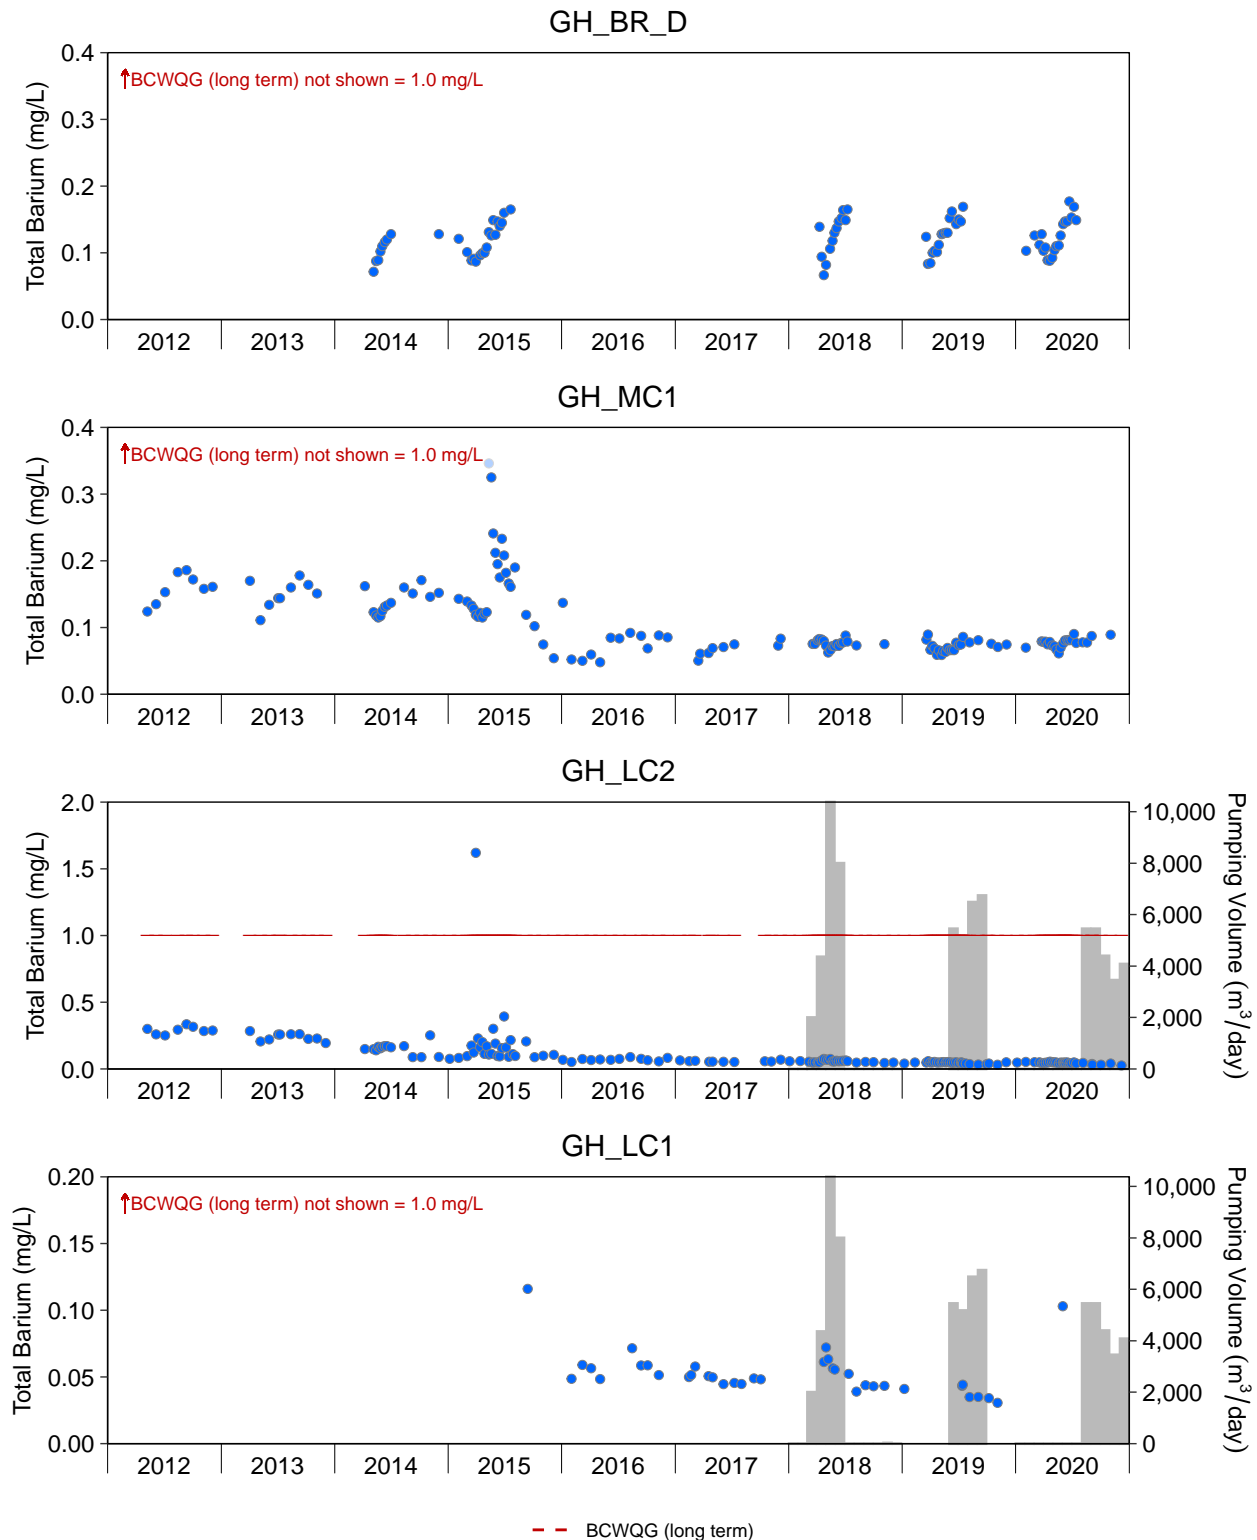 GH_BR_D
↑BCWQG (long term) not shown = 1.0 mg/L
Total Barium (mg/L)
0.4
0.3
0.2
0.1
0.0
2012 2013 2014 2015 2016 2017 2018 2019 2020
GH_MC1
↑BCWQG (long term) not shown = 1.0 mg/L
Total Barium (mg/L)
0.4
0.3
0.2
0.1
0.0
2012 2013 2014 2015 2016 2017 2018 2019 2020
GH_LC2
Total Barium (mg/L)
2.0
1.5
1.0
0.5
0.0
10,000
8,000
6,000
4,000
2,000
0
Pumping Volume (m³/day)
2012 2013 2014 2015 2016 2017 2018 2019 2020
GH_LC1
↑BCWQG (long term) not shown = 1.0 mg/L
Total Barium (mg/L)
0.20
0.15
0.10
0.05
0.00
10,000
8,000
6,000
4,000
2,000
0
Pumping Volume (m³/day)
2012 2013 2014 2015 2016 2017 2018 2019 2020
BCWQG (long term)